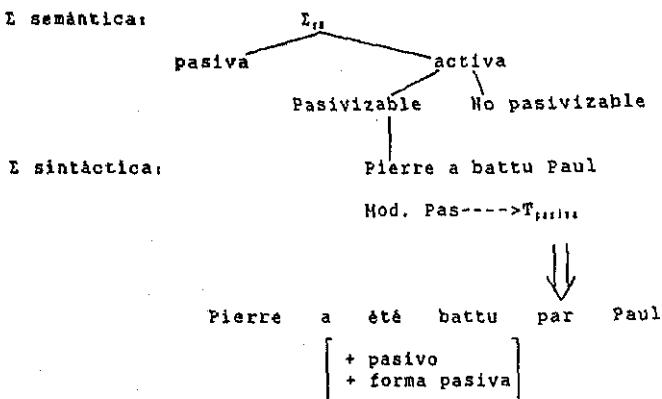 Σ semántica: Σ
pasiva activa
Pasivizable No pasivizable
Σ sintáctica: Pierre a battu Paul
Mod. Pas---->T pasiva
Pierre a été battu par Paul
+ pasivo
+ forma pasiva